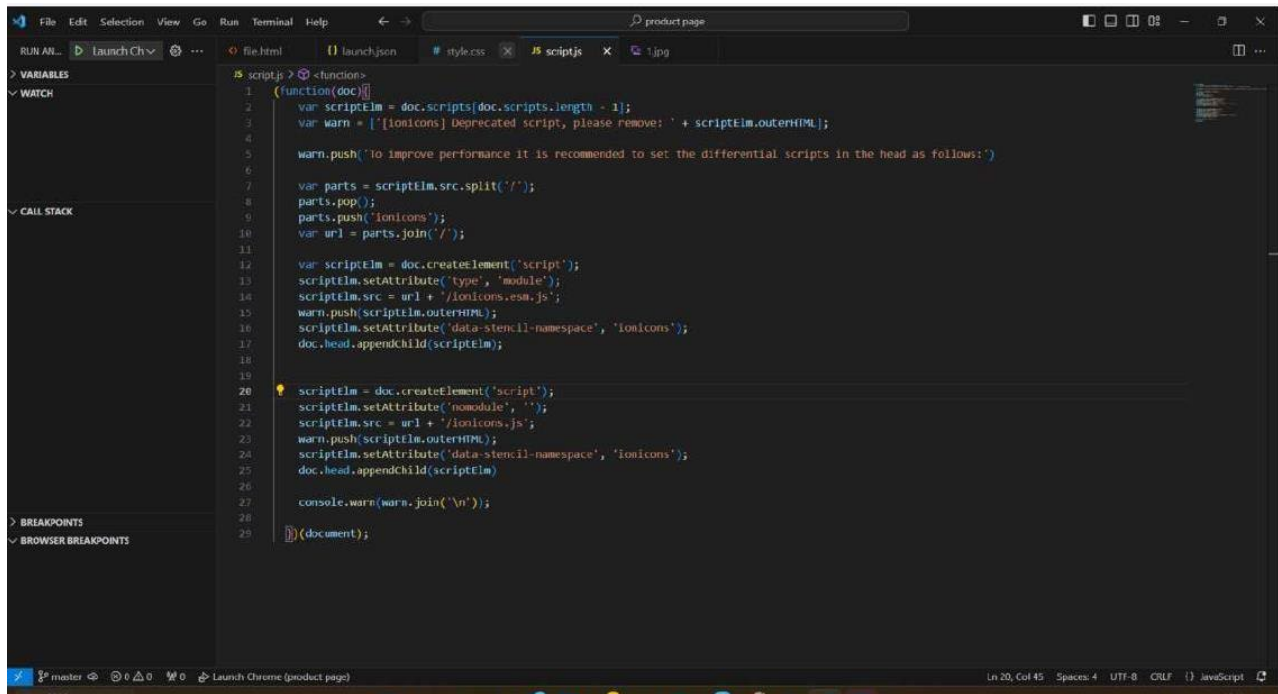 File Edit Selection View Go Run Terminal Help ← → product page
RUN AN... Launch Ch ...
file.html {} launch.json # style.css JS script.js 1.jpg
VARIABLES
WATCH
CALL STACK
BREAKPOINTS
BROWSER BREAKPOINTS
JS script.js > <function>
1 (function(doc){
2 var scriptElm = doc.scripts[doc.scripts.length - 1];
3 var warn = ['[ionicons] Deprecated script, please remove: ' + scriptElm.outerHTML];
4
5 warn.push('To improve performance it is recommended to set the differential scripts in the head as follows:')
6
7 var parts = scriptElm.src.split('/');
8 parts.pop();
9 parts.push('ionicons');
10 var url = parts.join('/');
11
12 var scriptElm = doc.createElement('script');
13 scriptElm.setAttribute('type', 'module');
14 scriptElm.src = url + '/ionicons.esm.js';
15 warn.push(scriptElm.outerHTML);
16 scriptElm.setAttribute('data-stencil-namespace', 'ionicons');
17 doc.head.appendChild(scriptElm);
18
19
20 scriptElm = doc.createElement('script');
21 scriptElm.setAttribute('nomodule', '');
22 scriptElm.src = url + '/ionicons.js';
23 warn.push(scriptElm.outerHTML);
24 scriptElm.setAttribute('data-stencil-namespace', 'ionicons');
25 doc.head.appendChild(scriptElm)
26
27 console.warn(warn.join('\n'));
28
29 })(document);
master 0 0 0 Launch Chrome (product page) Ln 20, Col 45 Spaces: 4 UTF-8 CRLF {} JavaScript